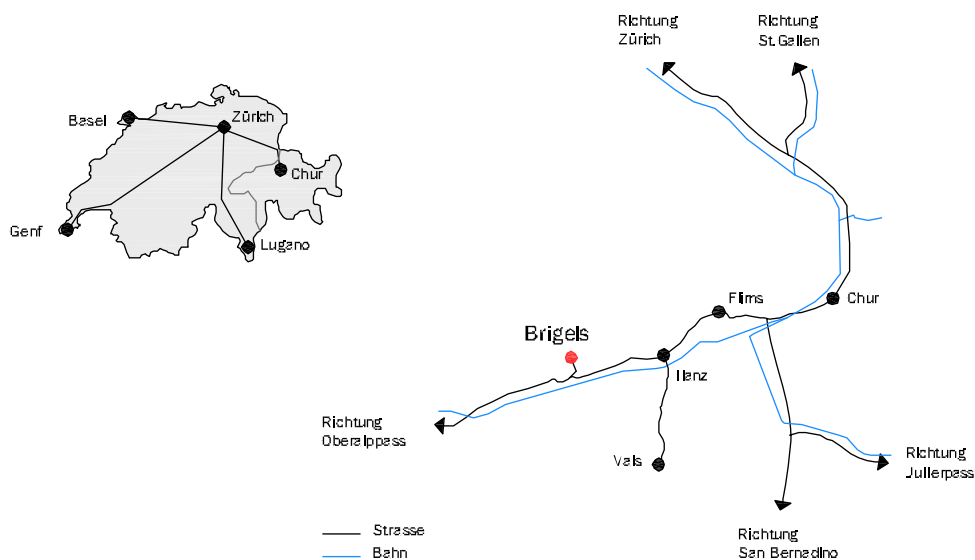 Richtung
Zürich
Richtung
St.Gallen
Basel
Zürich
Chur
Genf
Lugano
Flims
Chur
Brigels
Ilanz
Richtung
Oberalppass
Vals
Richtung
Julierpass
Strasse
Bahn
Richtung
San Bernadino